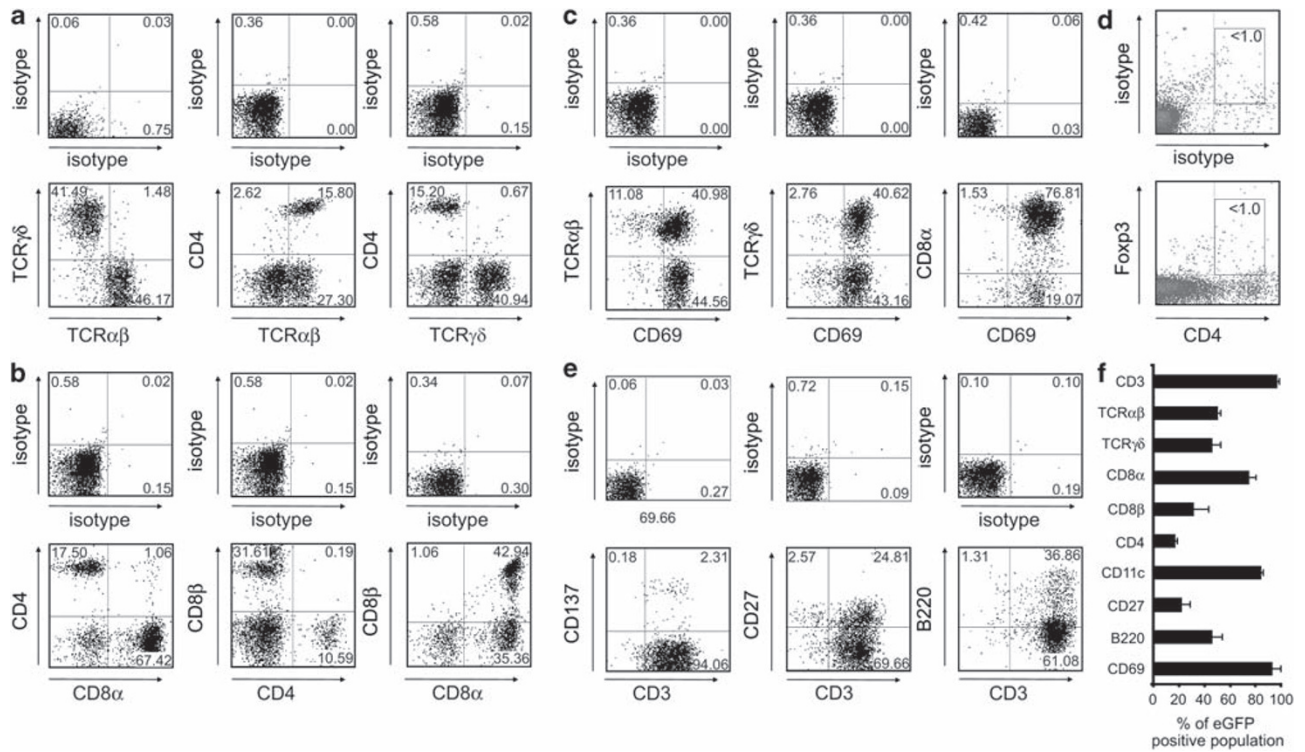 a
0.06 0.03
0.75
isotype
isotype
0.36 0.00
0.00
isotype
isotype
0.58 0.02
0.15
isotype
isotype
41.49 1.48
46.17
TCRγδ
TCRαβ
2.62 15.80
27.30
CD4
TCRαβ
15.20 0.67
40.94
CD4
TCRγδ
b
0.58 0.02
0.15
isotype
isotype
0.58 0.02
0.15
isotype
isotype
0.34 0.07
0.30
isotype
17.50 1.06
67.42
CD4
CD8α
31.61 0.19
10.59
CD8β
CD4
1.06 42.94
35.36
CD8β
CD8α
c
0.36 0.00
0.00
isotype
isotype
0.36 0.00
0.00
0.42 0.06
0.03
11.08 40.98
44.56
TCRαβ
CD69
2.76 40.62
43.16
TCRγδ
CD69
1.53 76.81
19.07
CD8α
CD69
d
<1.0
isotype
isotype
<1.0
Foxp3
CD4
e
0.06 0.03
0.27
isotype
69.66
0.72 0.15
0.09
isotype
0.10 0.10
0.19
isotype
isotype
0.18 2.31
94.06
CD137
CD3
2.57 24.81
69.66
CD27
CD3
1.31 36.86
61.08
B220
CD3
f
CD3
TCRαβ
TCRγδ
CD8α
CD8β
CD4
CD11c
CD27
B220
CD69
0 20 40 60 80 100
% of eGFP
positive population